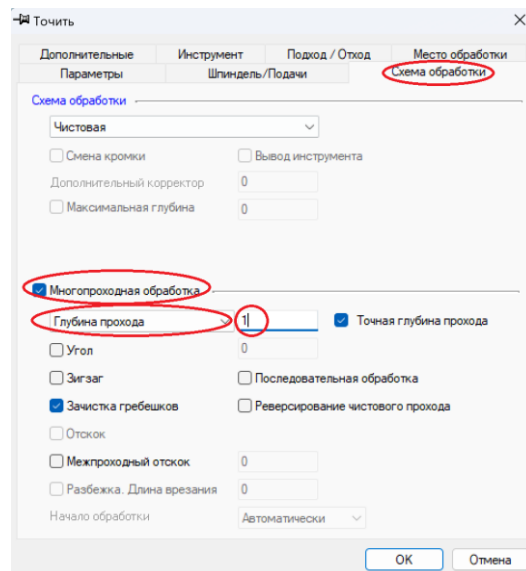 Точить
Дополнительные Инструмент Подход / Отход Место обработки
Параметры Шпиндель/Подачи Схема обработки
Схема обработки
Чистовая
Смена кромки Вывод инструмента
Дополнительный корректор 0
Максимальная глубина 0
Многопроходная обработка
Глубина прохода 1 Точная глубина прохода
Угол 0
Зигзаг Последовательная обработка
Зачистка гребешков Реверсирование чистового прохода
Отскок
Межпроходный отскок 0
Разбежка. Длина врезания 0
Начало обработки Автоматически
OK Отмена